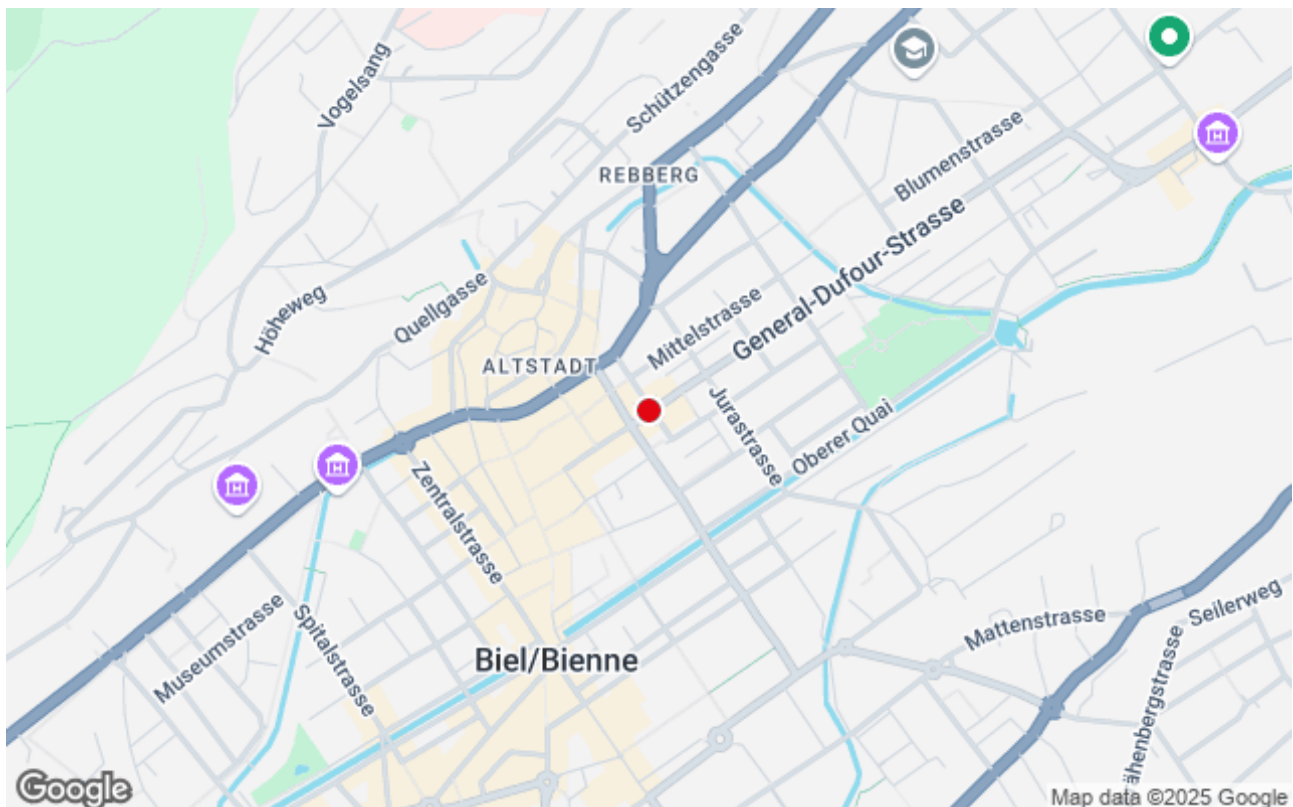 Vogelsang
Schützengasse
REBBERG
Blumenstrasse
Höheweg
Quellgasse
Mittelstrasse
General-Dufour-Strasse
ALTSTADT
Jurastrasse
Oberer Quai
Zentralstrasse
Museumstrasse
Spitalstrasse
Biel/Bienne
Mattenstrasse
Seilerweg
ähenbergstrasse
Google
Map data ©2025 Google